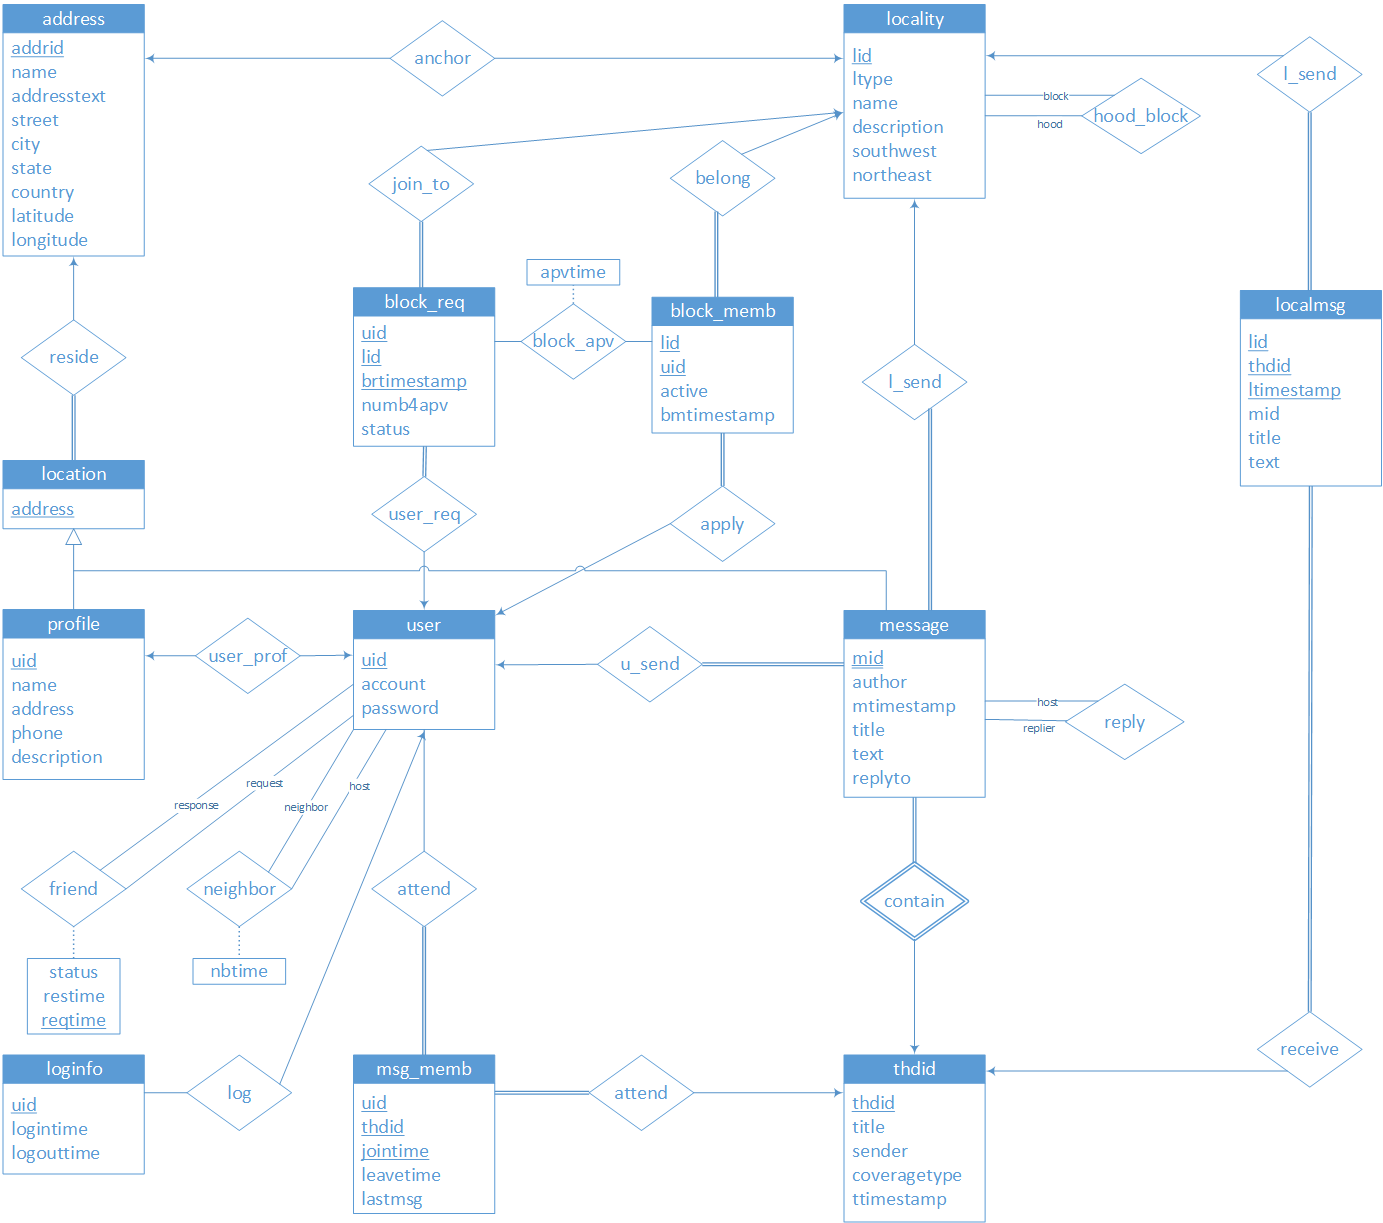 address
addrid
name
addresstext
street
city
state
country
latitude
longitude
anchor
locality
lid
ltype
name
description
southwest
northeast
l_send
block
hood
hood_block
join_to
belong
reside
block_req
uid
lid
brtimestamp
numb4apv
status
apvtime
block_apv
block_memb
lid
uid
active
bmtimestamp
l_send
localmsg
lid
thdid
ltimestamp
mid
title
text
location
address
user_req
apply
profile
uid
name
address
phone
description
user_prof
user
uid
account
password
u_send
message
mid
author
mtimestamp
title
text
replyto
host
replier
reply
response
request
neighbor
host
friend
neighbor
attend
contain
status
restime
reqtime
nbtime
loginfo
uid
logintime
logouttime
log
msg_memb
uid
thdid
jointime
leavetime
lastmsg
attend
thdid
thdid
title
sender
coveragetype
ttimestamp
receive